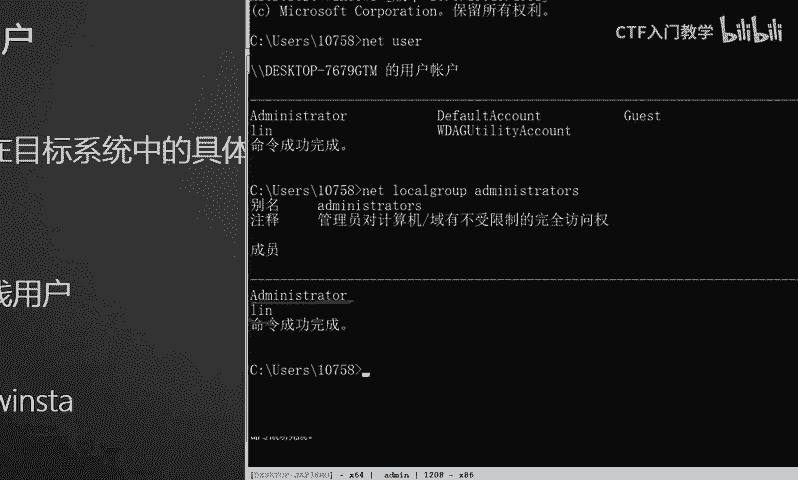 户
在目标系统中的具体
线用户
winsta
(c) Microsoft Corporation。保留所有权利。
CTF入门教学 bilibili
C:\Users\10758>net user
\\DESKTOP-7679GTM 的用户帐户
Administrator DefaultAccount Guest
lin WDAGUtilityAccount
命令成功完成。
C:\Users\10758>net localgroup administrators
别名 administrators
注释 管理员对计算机/域有不受限制的完全访问权
成员
Administrator
lin
命令成功完成。
C:\Users\10758>
- x64 | admin | 1208 - x86